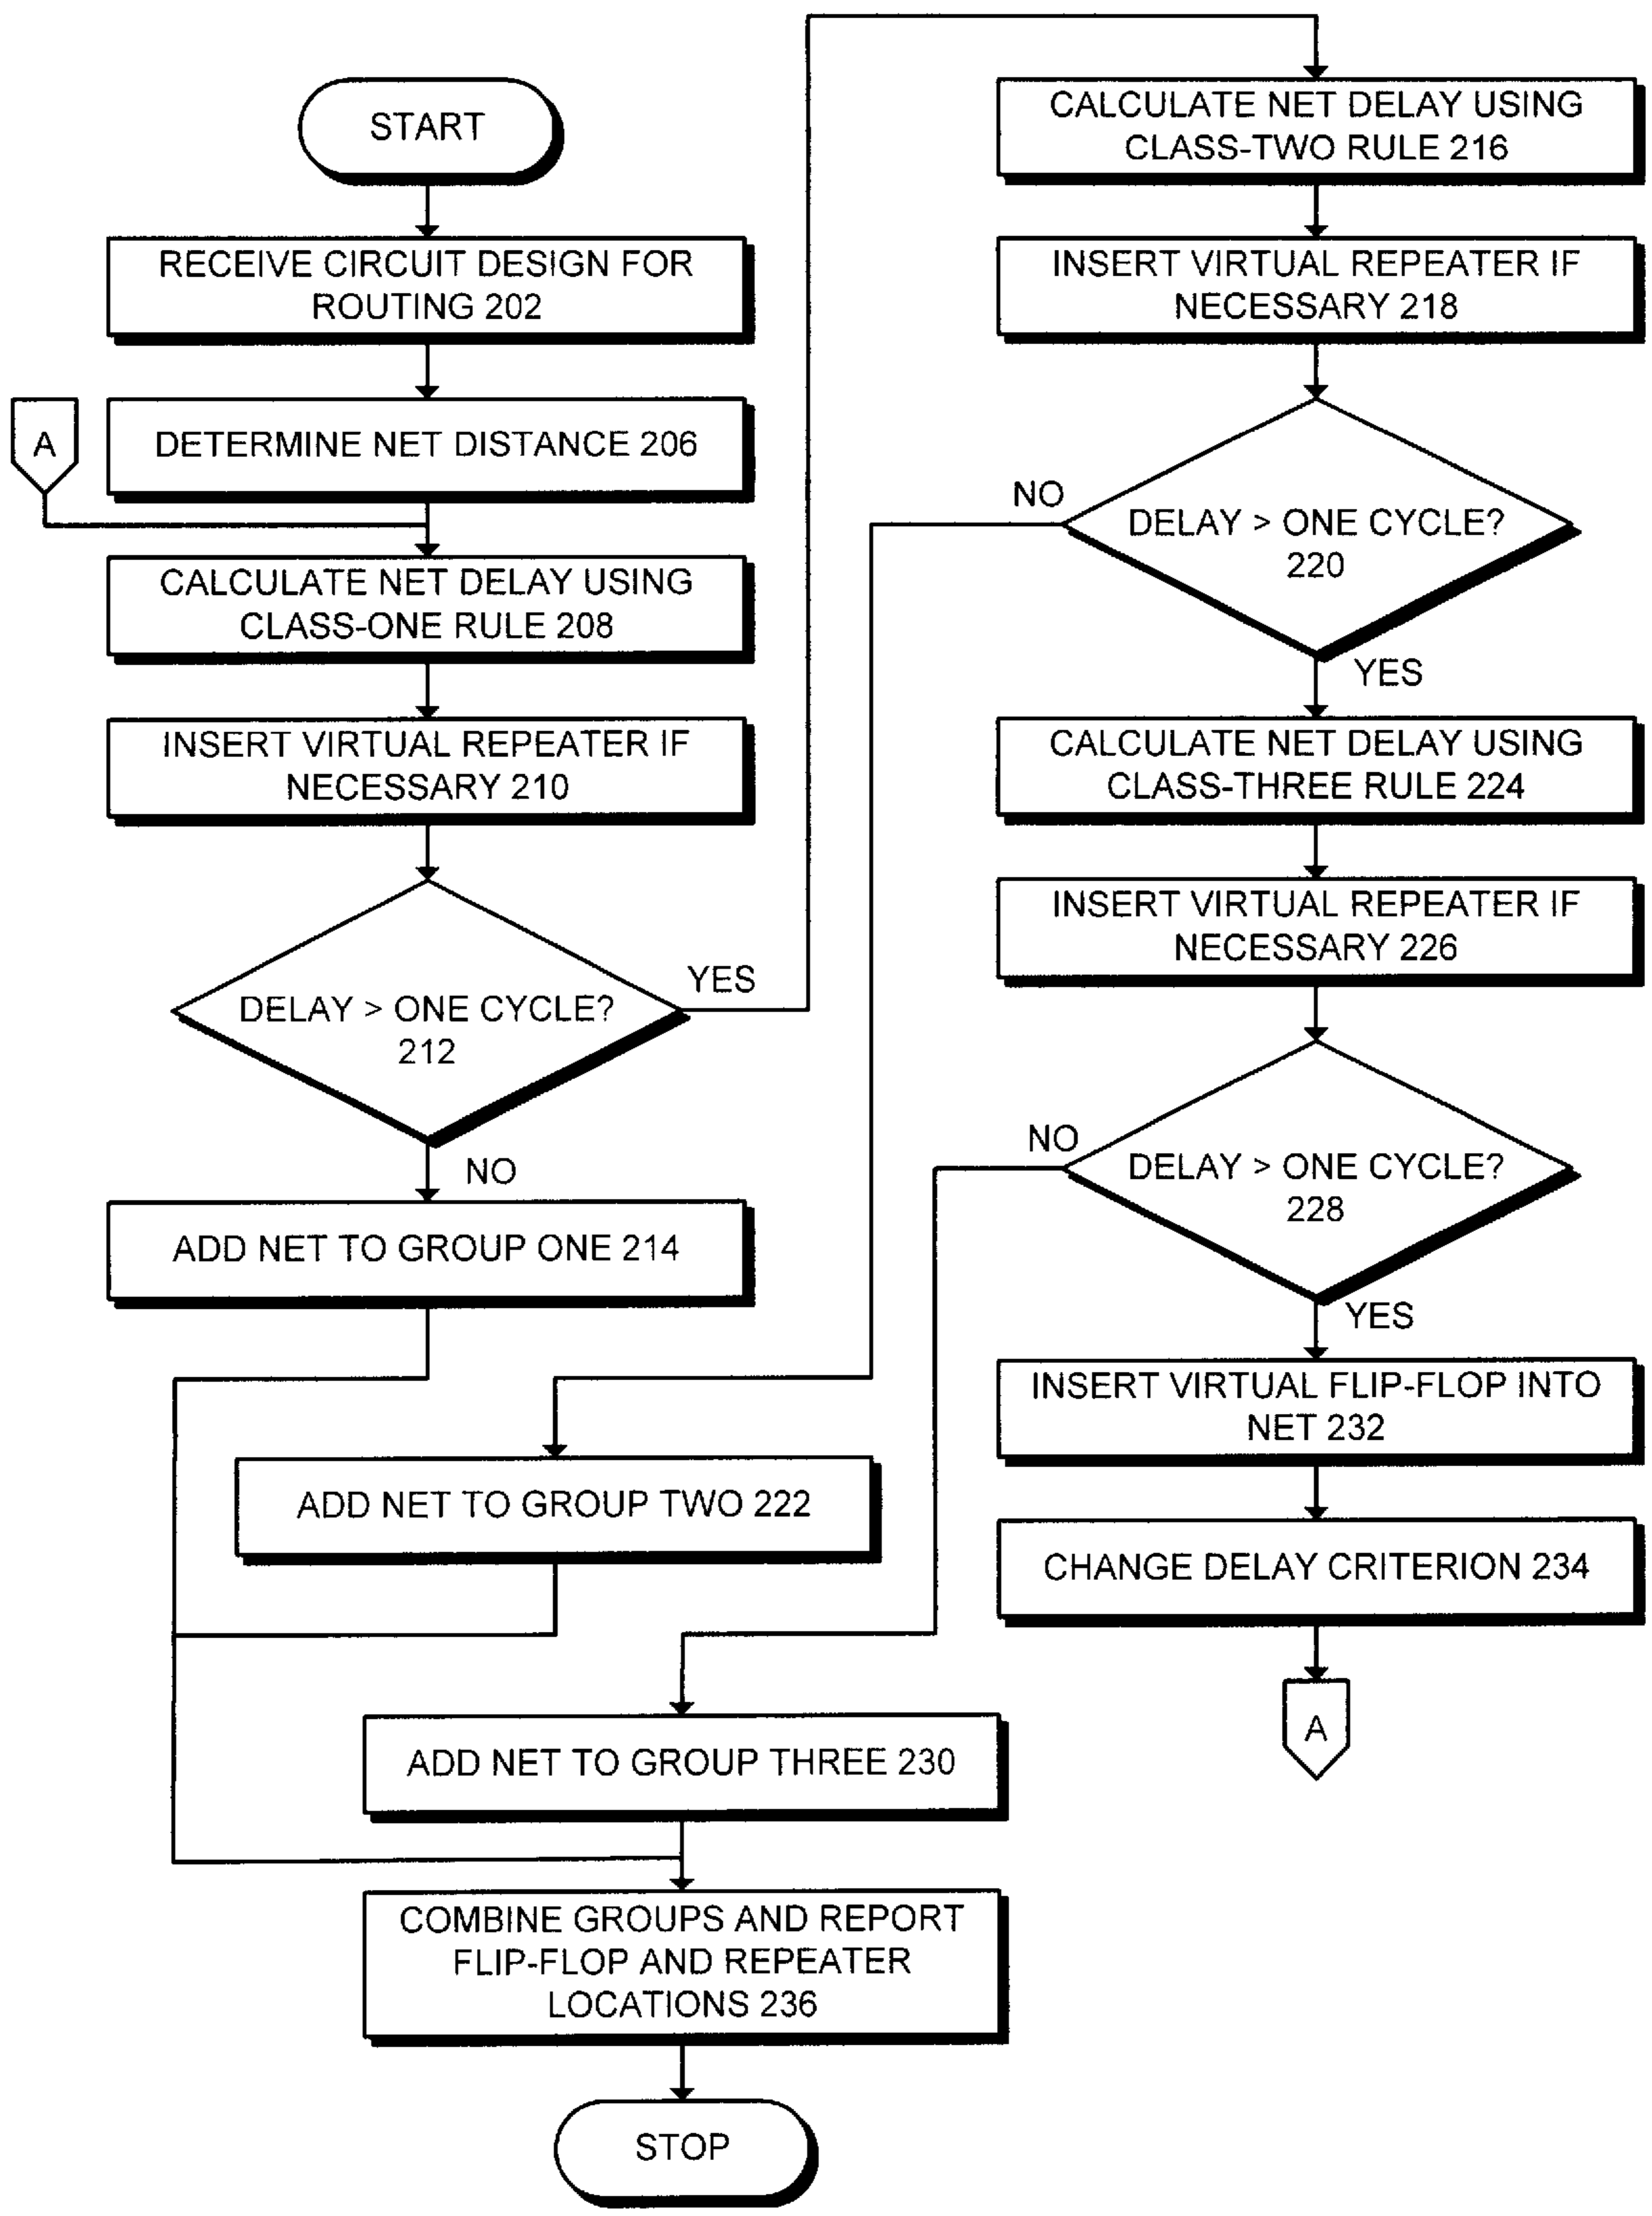 START
RECEIVE CIRCUIT DESIGN FOR
ROUTING 202
A
DETERMINE NET DISTANCE 206
CALCULATE NET DELAY USING
CLASS-ONE RULE 208
INSERT VIRTUAL REPEATER IF
NECESSARY 210
DELAY > ONE CYCLE?
212
YES
NO
ADD NET TO GROUP ONE 214
CALCULATE NET DELAY USING
CLASS-TWO RULE 216
INSERT VIRTUAL REPEATER IF
NECESSARY 218
DELAY > ONE CYCLE?
220
NO
YES
ADD NET TO GROUP TWO 222
CALCULATE NET DELAY USING
CLASS-THREE RULE 224
INSERT VIRTUAL REPEATER IF
NECESSARY 226
DELAY > ONE CYCLE?
228
NO
YES
ADD NET TO GROUP THREE 230
INSERT VIRTUAL FLIP-FLOP INTO
NET 232
CHANGE DELAY CRITERION 234
A
COMBINE GROUPS AND REPORT
FLIP-FLOP AND REPEATER
LOCATIONS 236
STOP